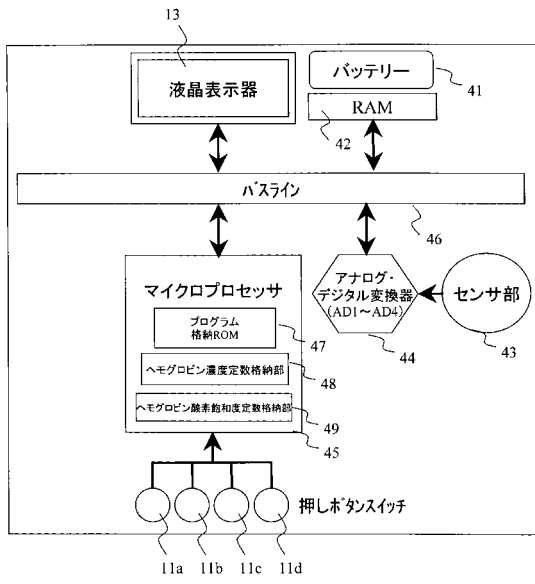 13
液晶表示器
バッテリー
41
RAM
42
バスライン
46
マイクロプロセッサ
プログラム
格納ROM
47
ヘモグロビン濃度定数格納部
48
ヘモグロビン酸素飽和度定数格納部
49
45
アナログ・
デジタル変換器
(AD1～AD4)
44
センサ部
43
押しボタンスイッチ
11a
11b
11c
11d